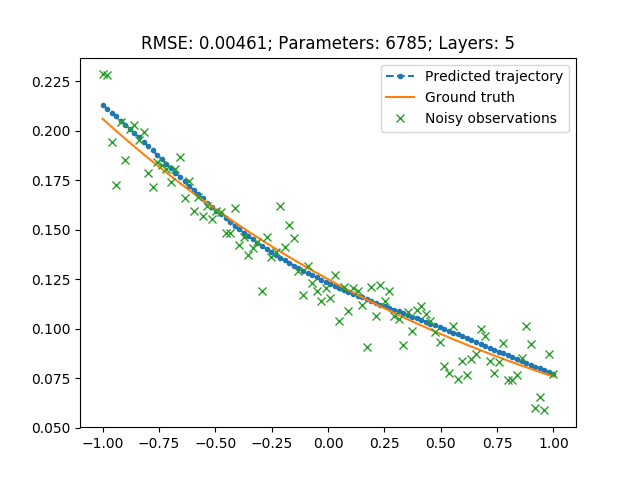 RMSE: 0.00461; Parameters: 6785; Layers: 5
Predicted trajectory
Ground truth
Noisy observations
0.225
0.200
0.175
0.150
0.125
0.100
0.075
0.050
−1.00 −0.75 −0.50 −0.25 0.00 0.25 0.50 0.75 1.00